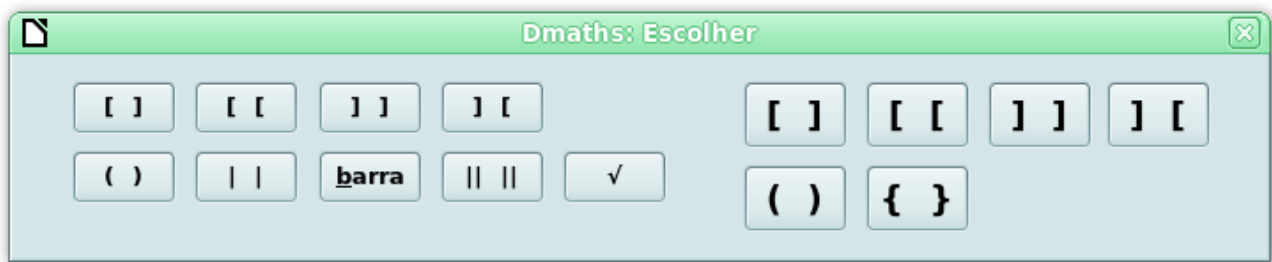 Dmaths: Escolher
[ ] [ [ ] ] ] [
( ) | | barra || || √
[ ] [ [ ] ] ] [
( ) { }